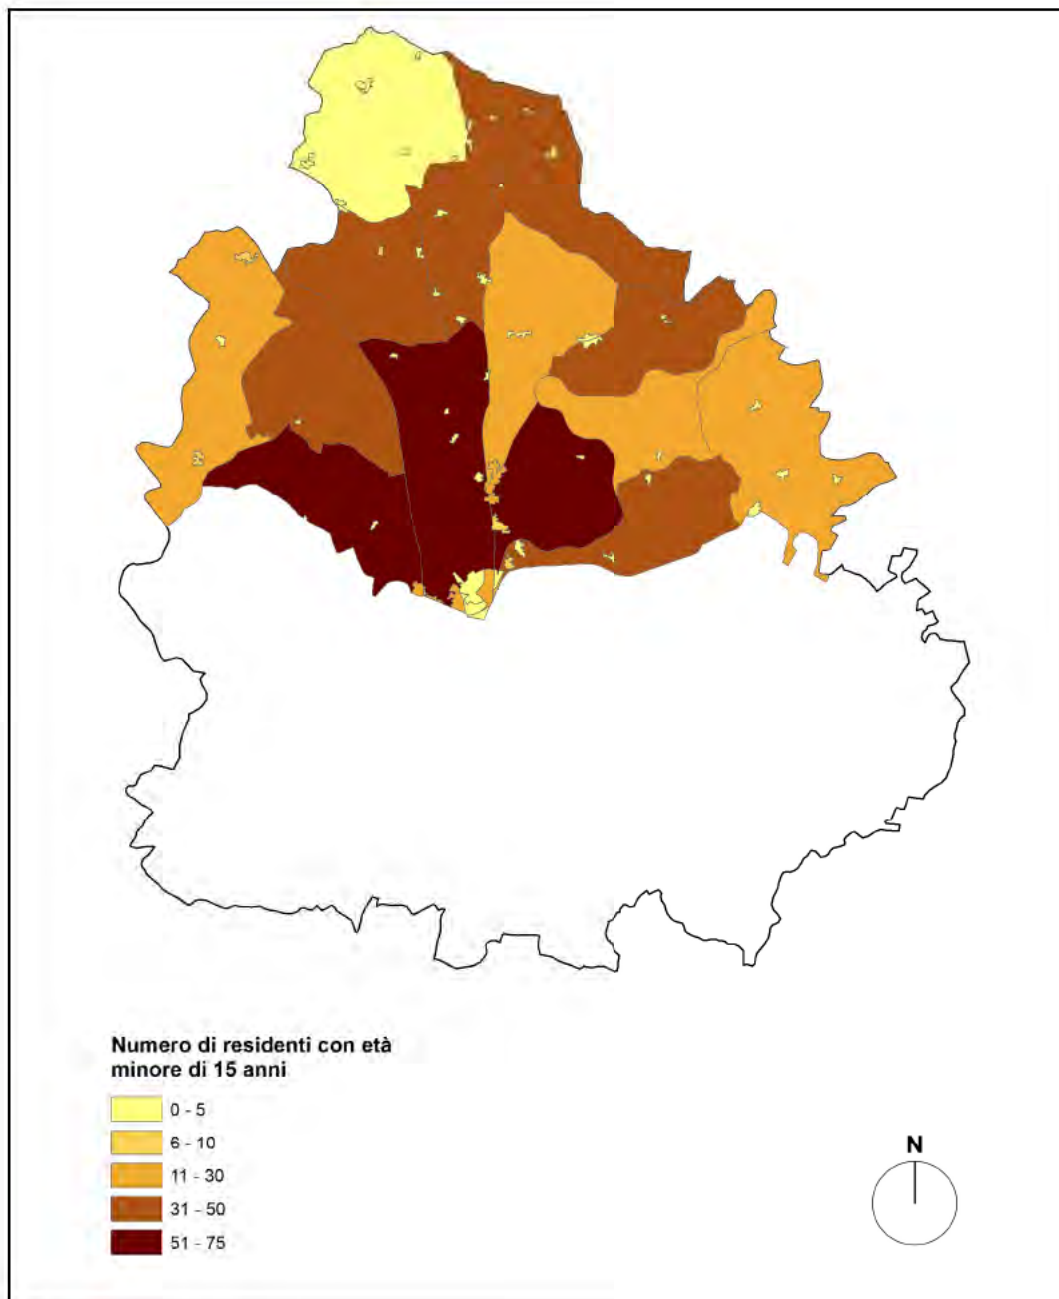 Numero di residenti con età
minore di 15 anni
0 - 5
6 - 10
11 - 30
31 - 50
51 - 75
N